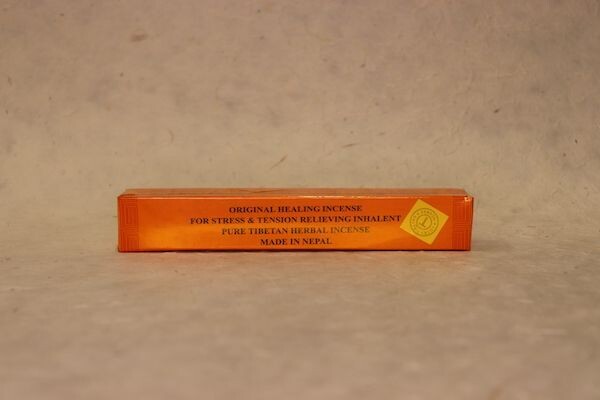 ORIGINAL HEALING INCENSE
FOR STRESS & TENSION RELIEVING INHALENT
PURE TIBETAN HERBAL INCENSE
MADE IN NEPAL